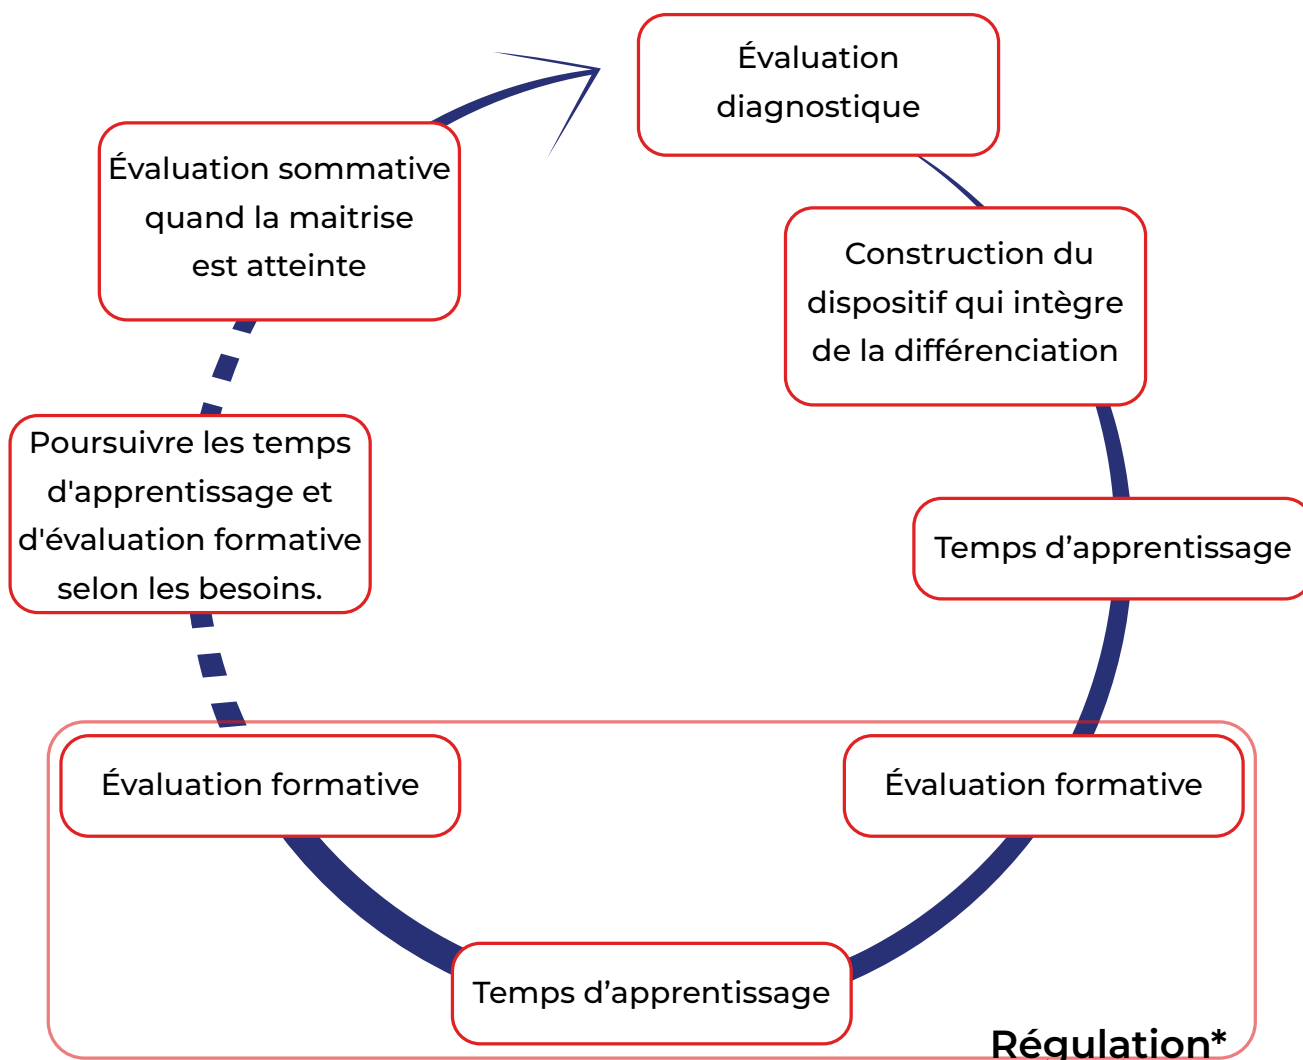 Évaluation
diagnostique
Construction du
dispositif qui intègre
de la différenciation
Temps d’apprentissage
Évaluation formative
Temps d’apprentissage
Évaluation formative
Poursuivre les temps
d'apprentissage et
d'évaluation formative
selon les besoins.
Évaluation sommative
quand la maitrise
est atteinte
Régulation*